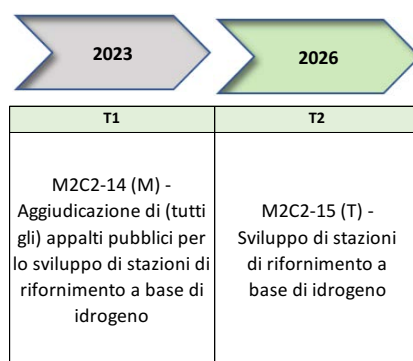 2023
2026
T1
T2
M2C2-14 (M) -
Aggiudicazione di (tutti
gli) appalti pubblici per
lo sviluppo di stazioni di
rifornimento a base di
idrogeno
M2C2-15 (T) -
Sviluppo di stazioni
di rifornimento a
base di idrogeno